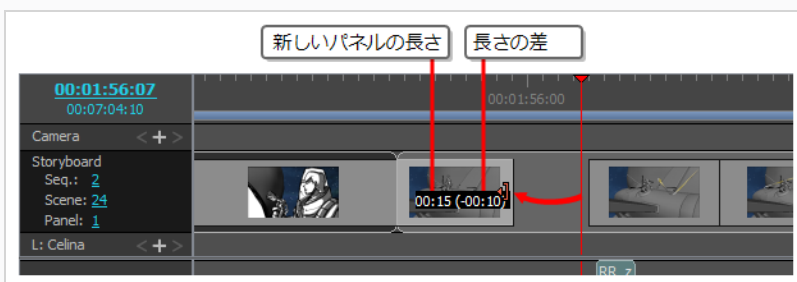 新しいパネルの長さ
長さの差
00:01:56:07
00:07:04:10
00:01:56:00
Camera < + >
Storyboard
Seq.: 2
Scene: 24
Panel: 1
00:15 (-00:10)
L: Celina < + >
RR_z